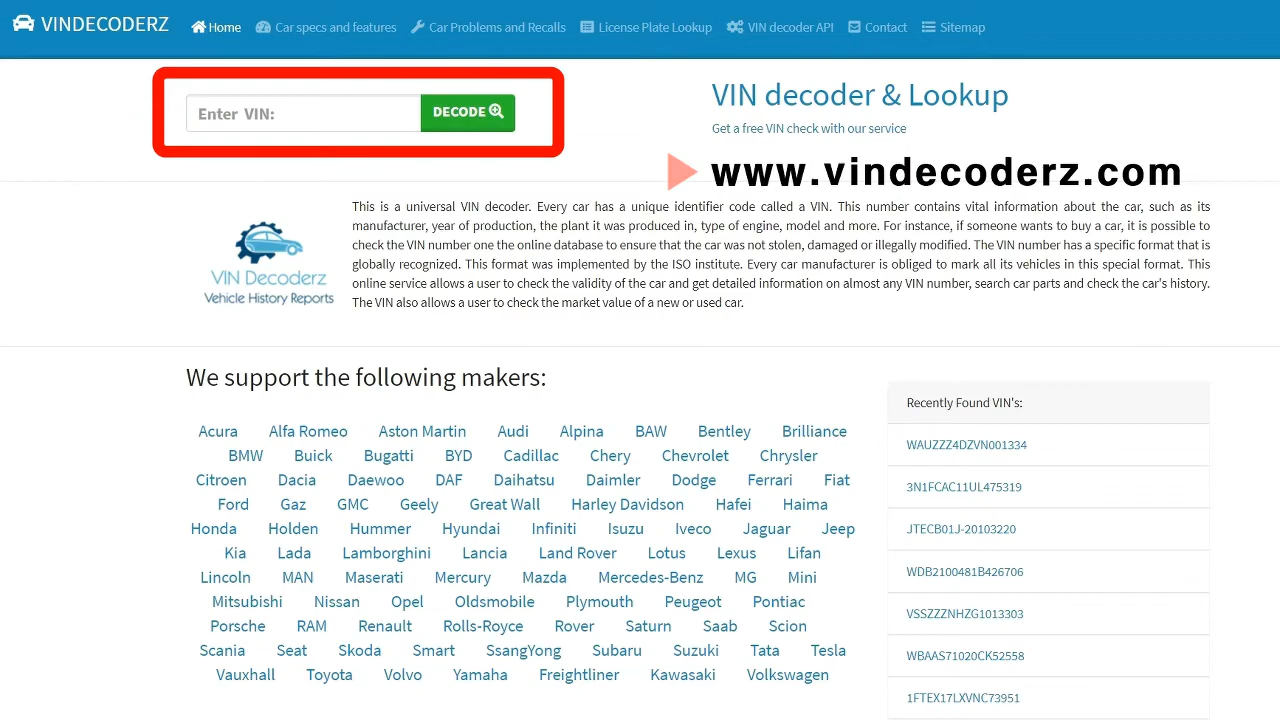 VINDECODERZ Home Car specs and features Car Problems and Recalls License Plate Lookup VIN decoder API Contact Sitemap
Enter VIN: DECODE
VIN decoder & Lookup
Get a free VIN check with our service
www.vindecoderz.com
VIN Decoderz
Vehicle History Reports
This is a universal VIN decoder. Every car has a unique identifier code called a VIN. This number contains vital information about the car, such as its
manufacturer, year of production, the plant it was produced in, type of engine, model and more. For instance, if someone wants to buy a car, it is possible to
check the VIN number one the online database to ensure that the car was not stolen, damaged or illegally modified. The VIN number has a specific format that is
globally recognized. This format was implemented by the ISO institute. Every car manufacturer is obliged to mark all its vehicles in this special format. This
online service allows a user to check the validity of the car and get detailed information on almost any VIN number, search car parts and check the car's history.
The VIN also allows a user to check the market value of a new or used car.
We support the following makers:
Acura Alfa Romeo Aston Martin Audi Alpina BAW Bentley Brilliance
BMW Buick Bugatti BYD Cadillac Chery Chevrolet Chrysler
Citroen Dacia Daewoo DAF Daihatsu Daimler Dodge Ferrari Fiat
Ford Gaz GMC Geely Great Wall Harley Davidson Hafei Haima
Honda Holden Hummer Hyundai Infiniti Isuzu Iveco Jaguar Jeep
Kia Lada Lamborghini Lancia Land Rover Lotus Lexus Lifan
Lincoln MAN Maserati Mercury Mazda Mercedes-Benz MG Mini
Mitsubishi Nissan Opel Oldsmobile Plymouth Peugeot Pontiac
Porsche RAM Renault Rolls-Royce Rover Saturn Saab Scion
Scania Seat Skoda Smart SsangYong Subaru Suzuki Tata Tesla
Vauxhall Toyota Volvo Yamaha Freightliner Kawasaki Volkswagen
Recently Found VIN's:
WAUZZZ4DZVN001334
3N1FCAC11UL475319
JTECB01J-20103220
WDB2100481B426706
VSSZZZNHZG1013303
WBAAS71020CK52558
1FTEX17LXVNC73951